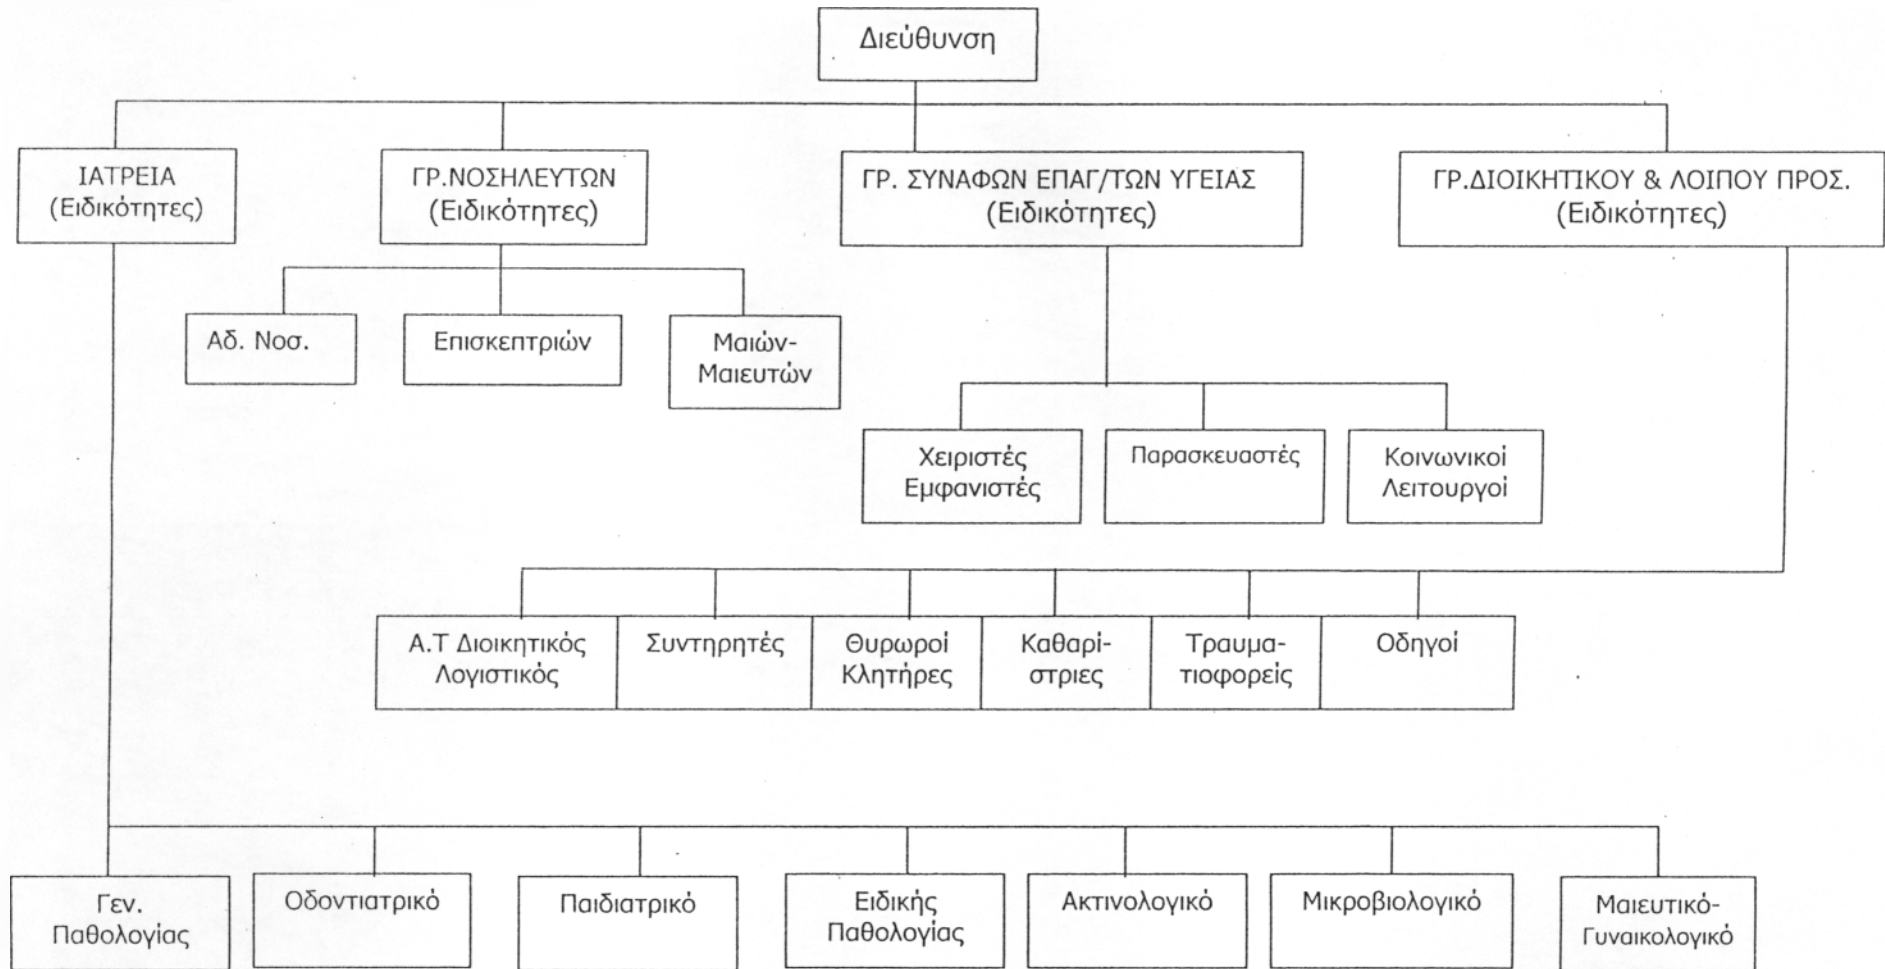 Διεύθυνση
ΙΑΤΡΕΙΑ
(Ειδικότητες)
ΓΡ.ΝΟΣΗΛΕΥΤΩΝ
(Ειδικότητες)
ΓΡ. ΣΥΝΑΦΩΝ ΕΠΑΓ/ΤΩΝ ΥΓΕΙΑΣ
(Ειδικότητες)
ΓΡ.ΔΙΟΙΚΗΤΙΚΟΥ & ΛΟΙΠΟΥ ΠΡΟΣ.
(Ειδικότητες)
Αδ. Νοσ.
Επισκεπτριών
Μαιών-
Μαιευτών
Χειριστές
Εμφανιστές
Παρασκευαστές
Κοινωνικοί
Λειτουργοί
Α.Τ Διοικητικός
Λογιστικός
Συντηρητές
Θυρωροί
Κλητήρες
Καθαρί-
στριες
Τραυμα-
τιοφορείς
Οδηγοί
Γεν.
Παθολογίας
Οδοντιατρικό
Παιδιατρικό
Ειδικής
Παθολογίας
Ακτινολογικό
Μικροβιολογικό
Μαιευτικό-
Γυναικολογικό